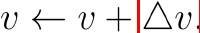 v ← v + △v.